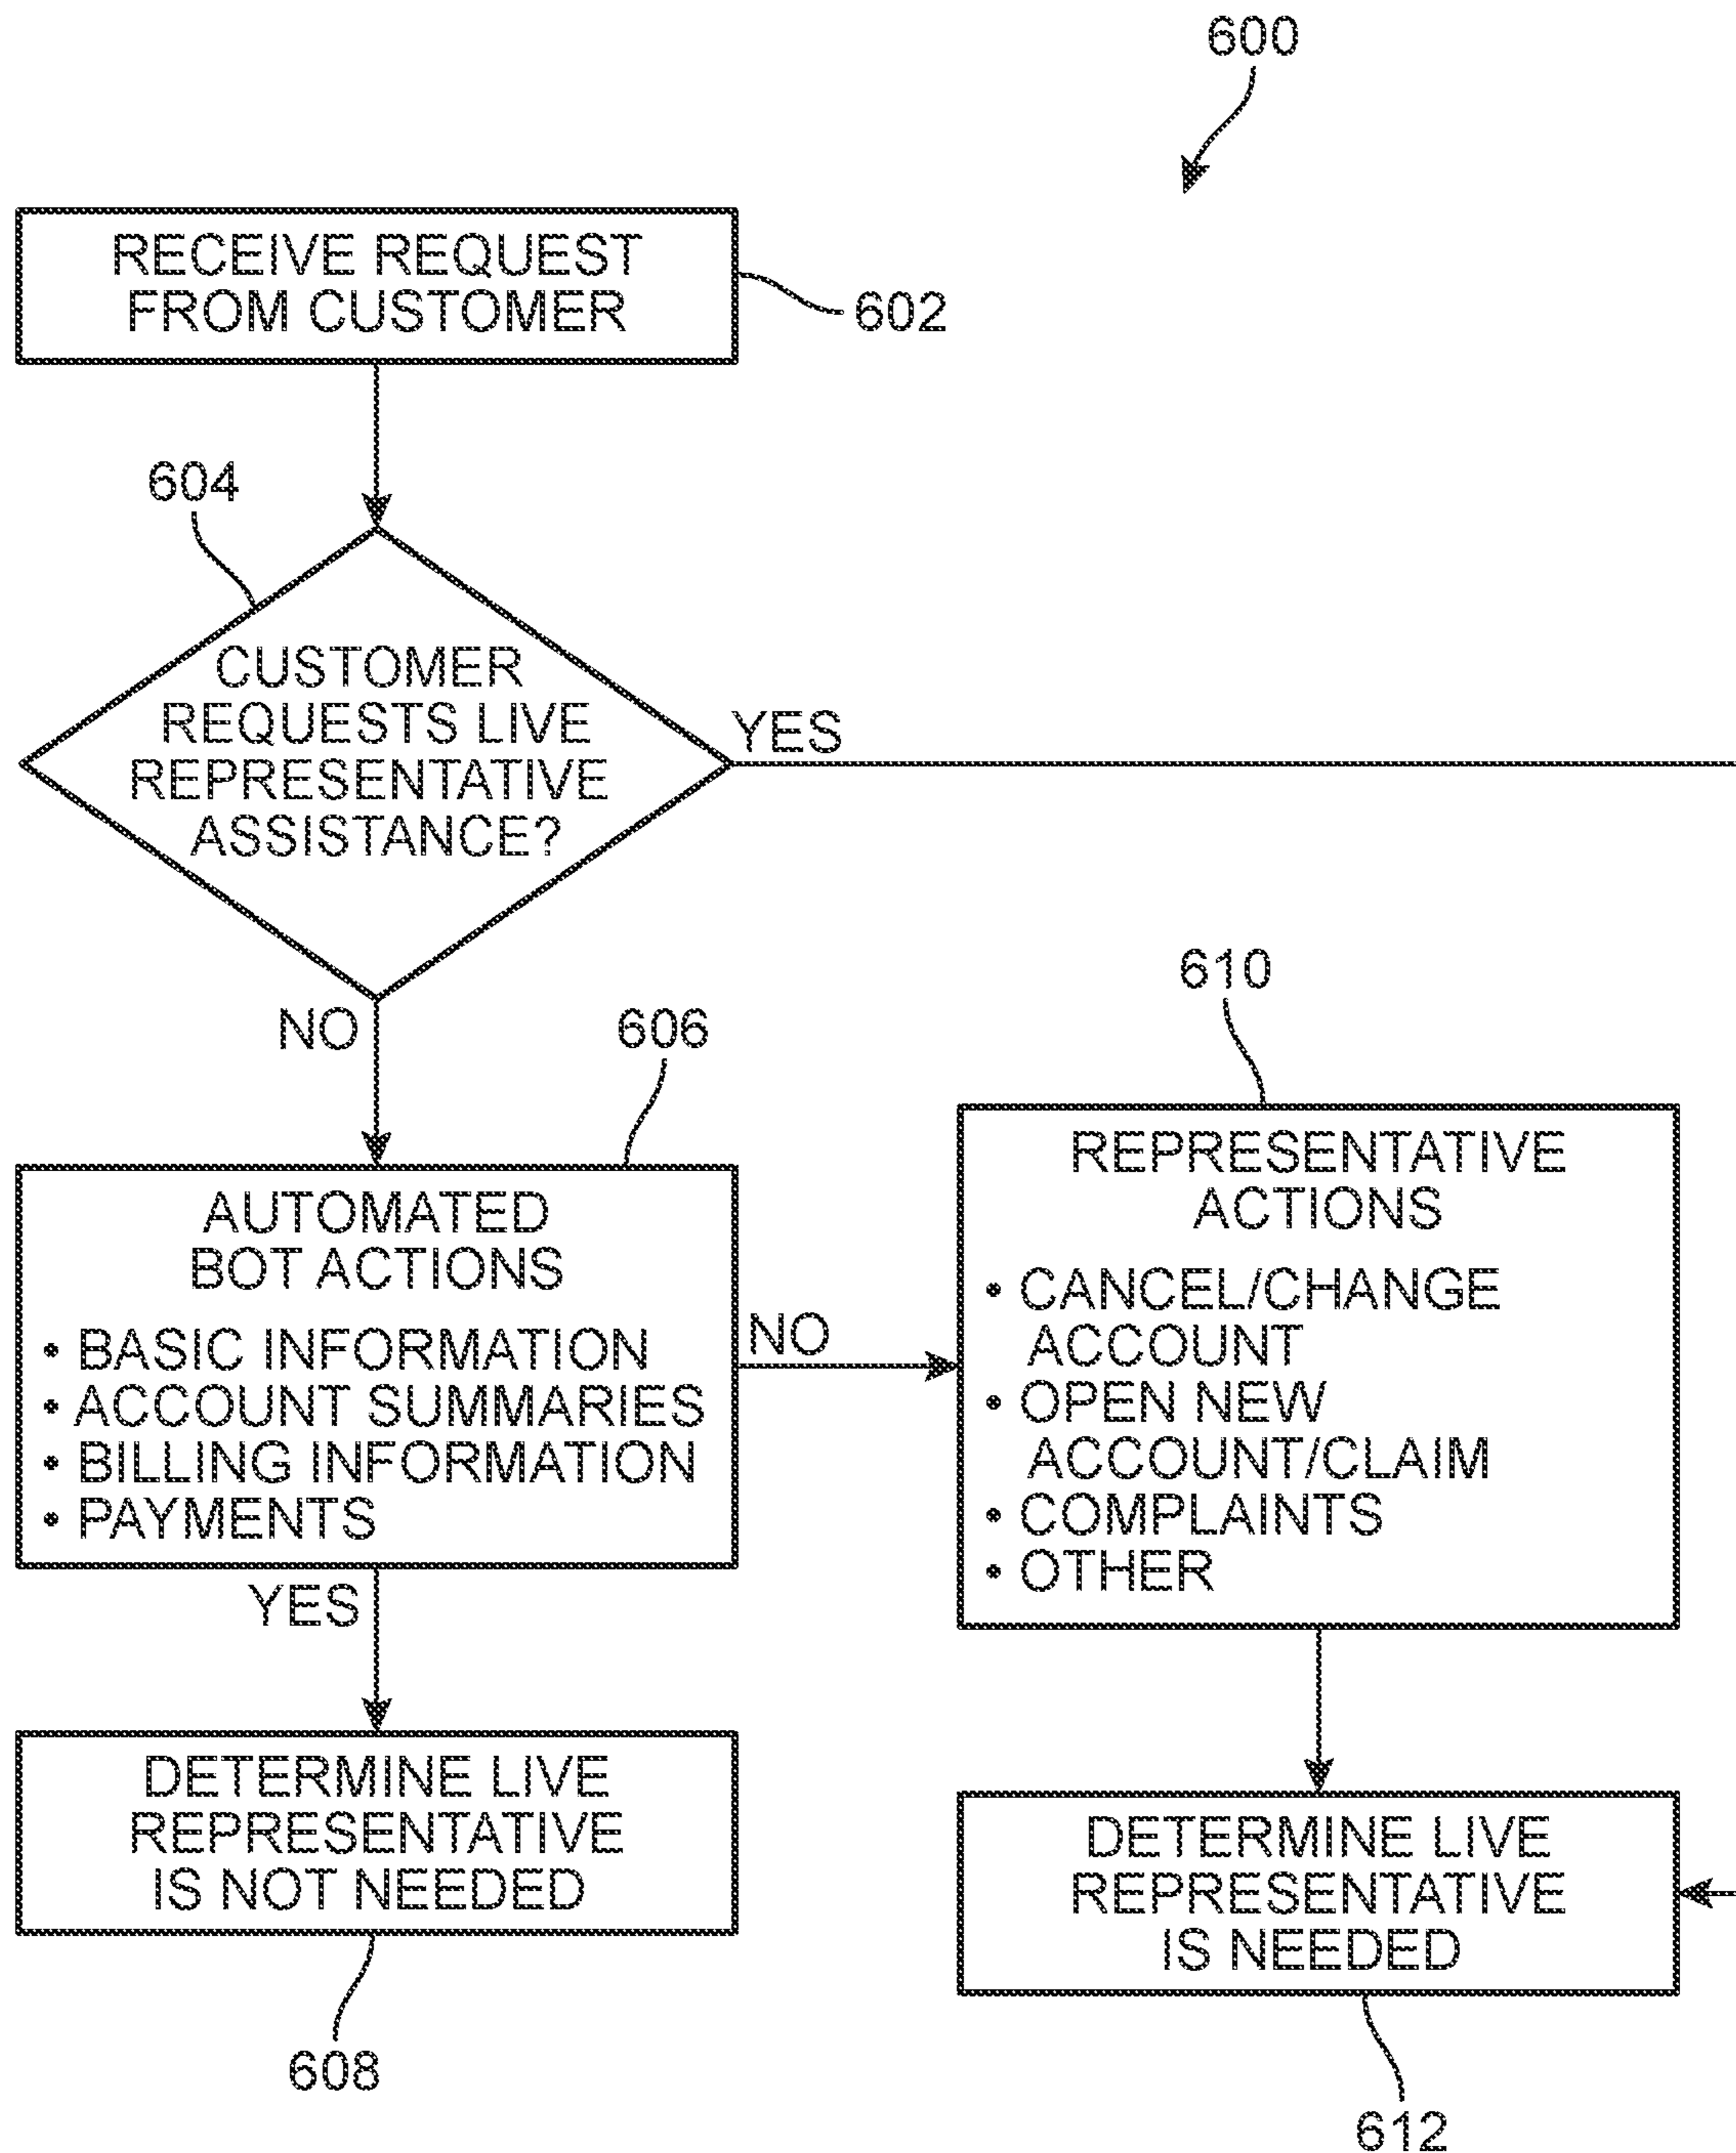 600
RECEIVE REQUEST
FROM CUSTOMER
602
604
CUSTOMER
REQUESTS LIVE
REPRESENTATIVE
ASSISTANCE?
YES
NO
606
AUTOMATED
BOT ACTIONS
• BASIC INFORMATION
• ACCOUNT SUMMARIES
• BILLING INFORMATION
• PAYMENTS
NO
610
REPRESENTATIVE
ACTIONS
• CANCEL/CHANGE
ACCOUNT
• OPEN NEW
ACCOUNT/CLAIM
• COMPLAINTS
• OTHER
YES
DETERMINE LIVE
REPRESENTATIVE
IS NOT NEEDED
608
DETERMINE LIVE
REPRESENTATIVE
IS NEEDED
612